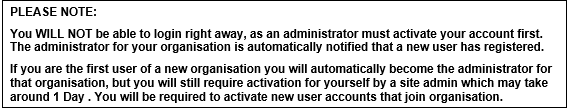 PLEASE NOTE:
You WILL NOT be able to login right away, as an administrator must activate your account first.
The administrator for your organisation is automatically notified that a new user has registered.
If you are the first user of a new organisation you will automatically become the administrator for
that organisation, but you will still require activation for yourself by a site admin which may take
around 1 Day . You will be required to activate new user accounts that join organisation.